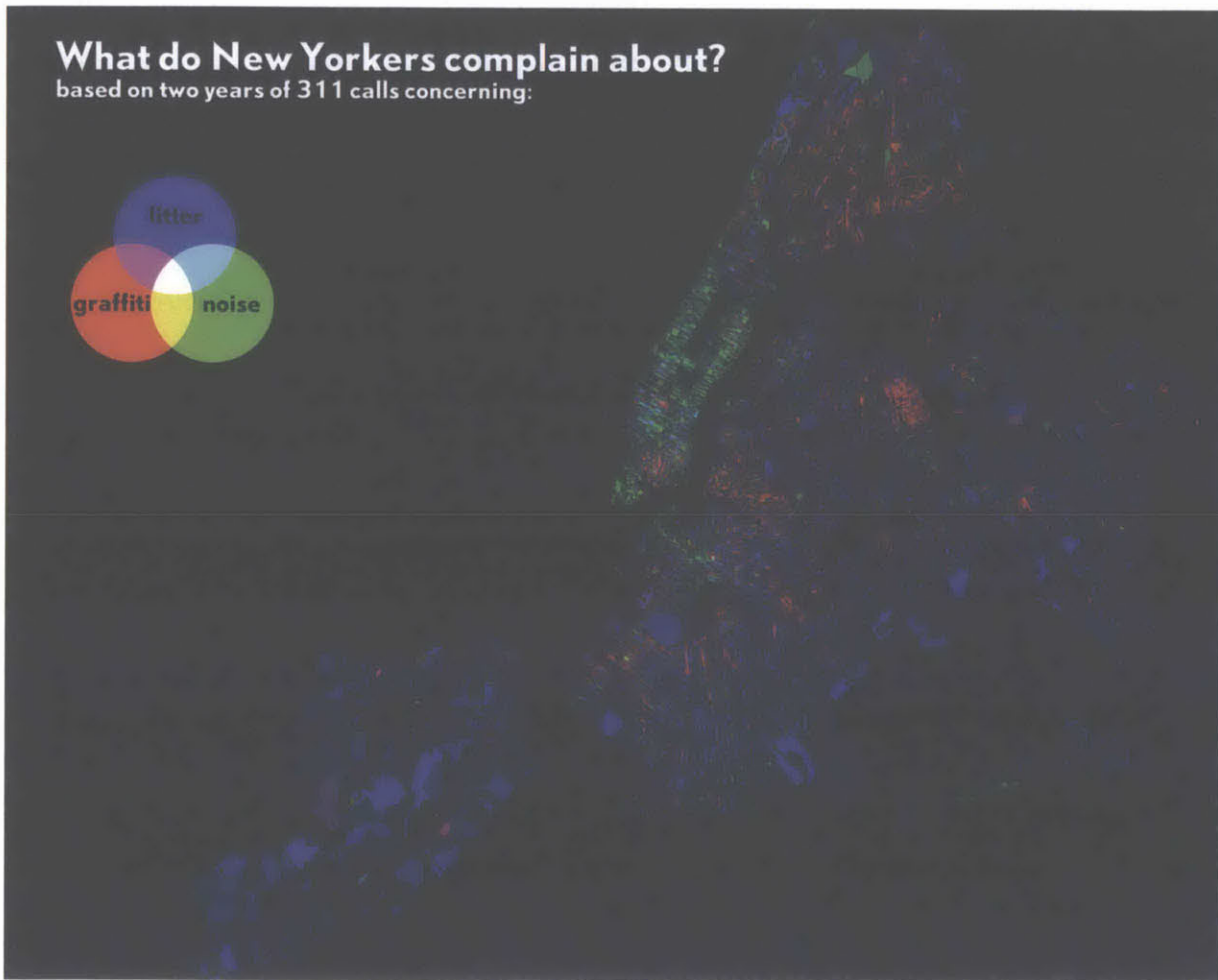 What do New Yorkers complain about?
based on two years of 311 calls concerning:
litter
graffiti
noise